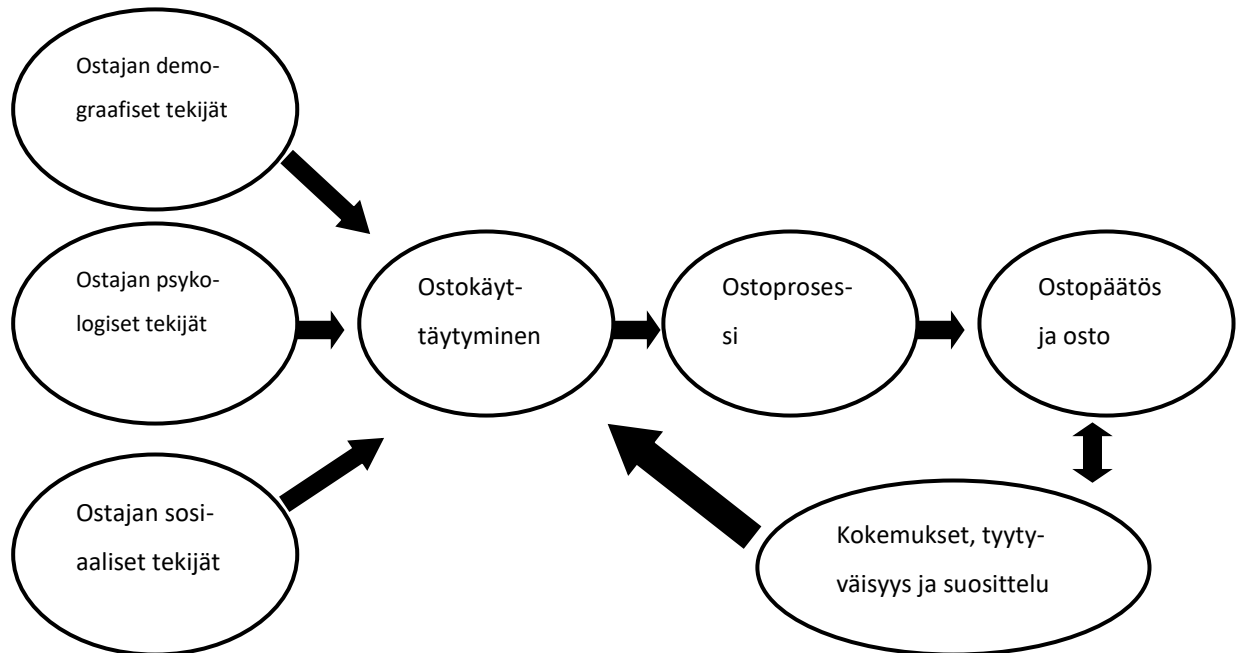 Ostajan demo-
graafiset tekijät
Ostajan psyko-
logiset tekijät
Ostajan sosi-
aaliset tekijät
Ostokäyt-
täytyminen
Ostoproses-
si
Ostopäätös
ja osto
Kokemukset, tyyty-
väisyys ja suosittelu